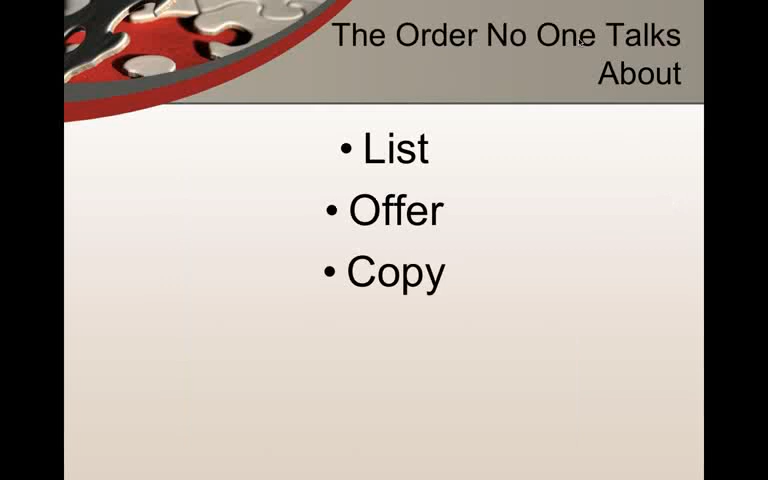 The Order No One Talks
About
• List
• Offer
• Copy